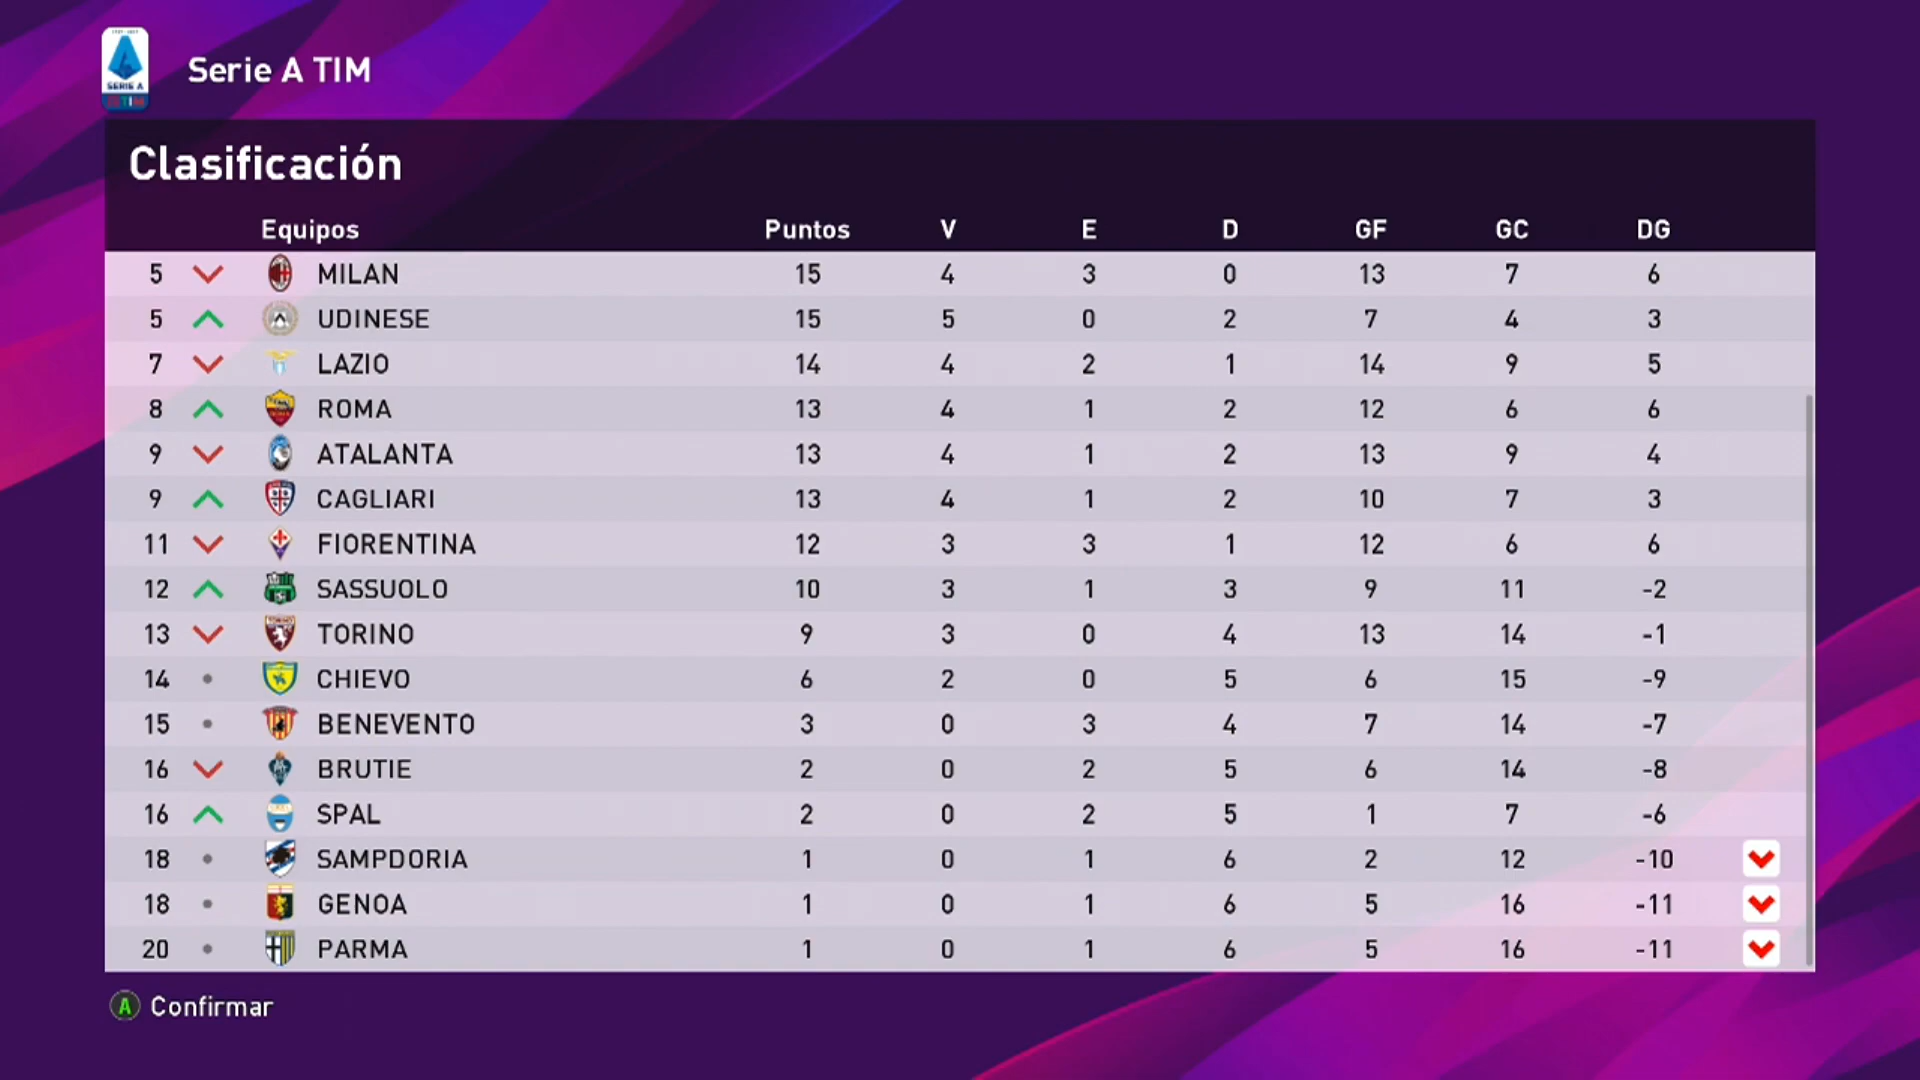 SERIE A
TIM
Serie A TIM
Clasificación
Equipos Puntos V E D GF GC DG
5 MILAN 15 4 3 0 13 7 6
5 UDINESE 15 5 0 2 7 4 3
7 LAZIO 14 4 2 1 14 9 5
8 ROMA 13 4 1 2 12 6 6
9 ATALANTA 13 4 1 2 13 9 4
9 CAGLIARI 13 4 1 2 10 7 3
11 FIORENTINA 12 3 3 1 12 6 6
12 SASSUOLO 10 3 1 3 9 11 -2
13 TORINO 9 3 0 4 13 14 -1
14 CHIEVO 6 2 0 5 6 15 -9
15 BENEVENTO 3 0 3 4 7 14 -7
16 BRUTIE 2 0 2 5 6 14 -8
16 SPAL 2 0 2 5 1 7 -6
18 SAMPDORIA 1 0 1 6 2 12 -10
18 GENOA 1 0 1 6 5 16 -11
20 PARMA 1 0 1 6 5 16 -11
A Confirmar